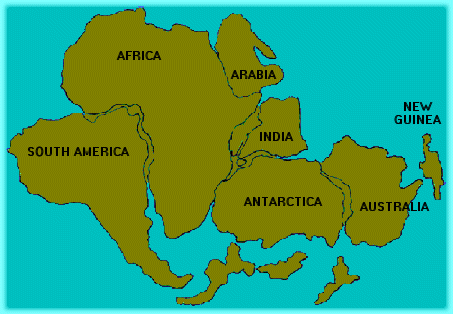 AFRICA
ARABIA
NEW
GUINEA
INDIA
SOUTH AMERICA
ANTARCTICA
AUSTRALIA